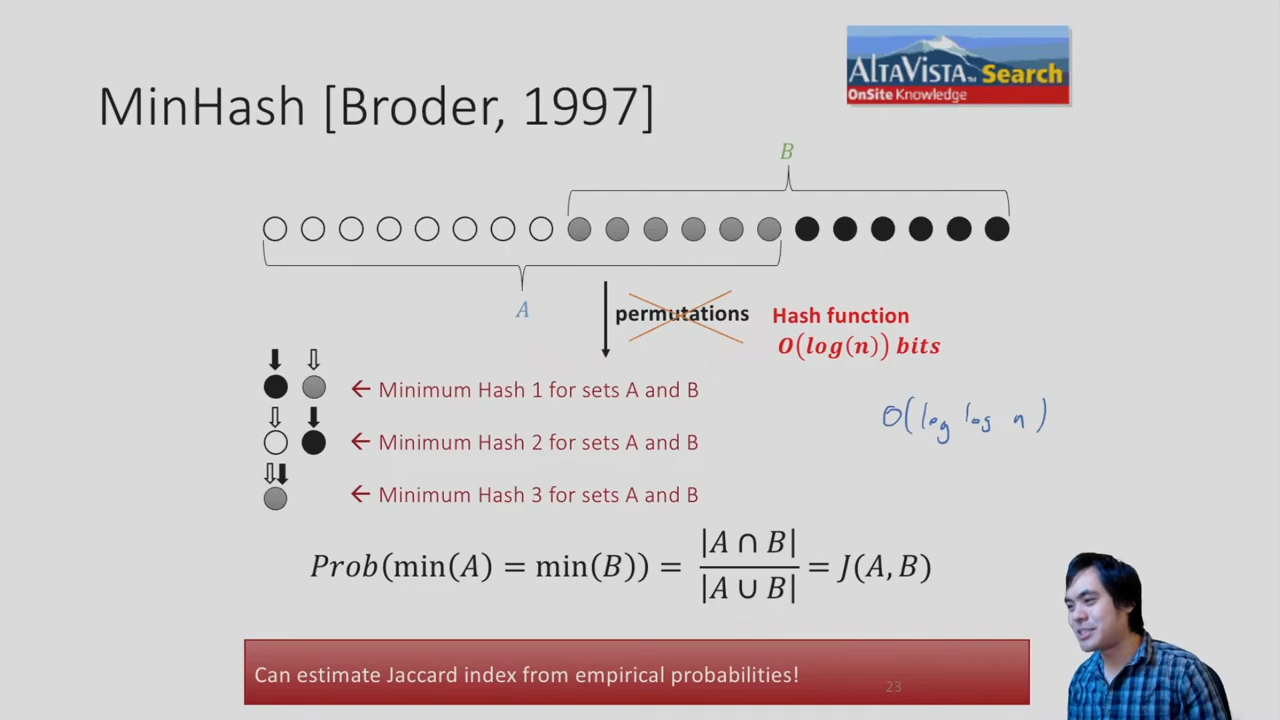 ALTAVISTA™ Search
OnSite Knowledge
MinHash [Broder, 1997]
B
A
permutations
Hash function
O(log(n)) bits
← Minimum Hash 1 for sets A and B
O(log log n)
← Minimum Hash 2 for sets A and B
← Minimum Hash 3 for sets A and B
Prob(min(A) = min(B)) = |A ∩ B| / |A ∪ B| = J(A, B)
Can estimate Jaccard index from empirical probabilities!
23